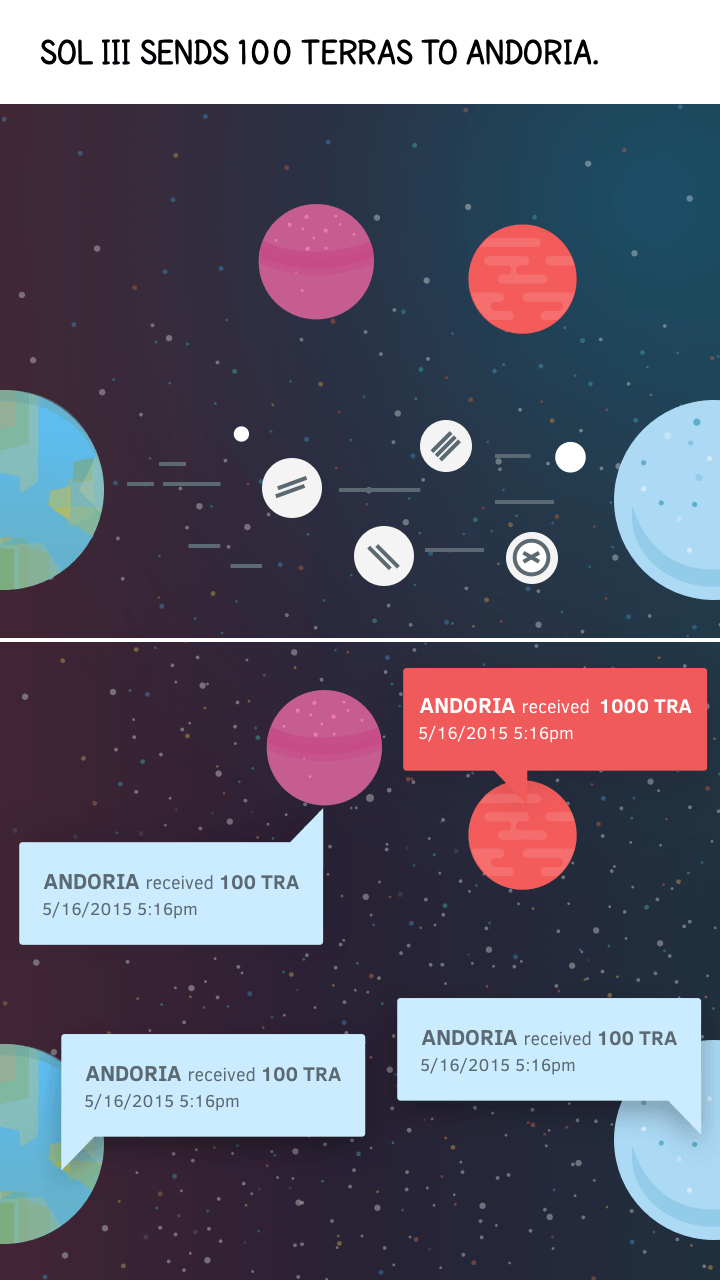 SOL III SENDS 100 TERRAS TO ANDORIA.
ANDORIA received 1000 TRA
5/16/2015 5:16pm
ANDORIA received 100 TRA
5/16/2015 5:16pm
ANDORIA received 100 TRA
5/16/2015 5:16pm
ANDORIA received 100 TRA
5/16/2015 5:16pm